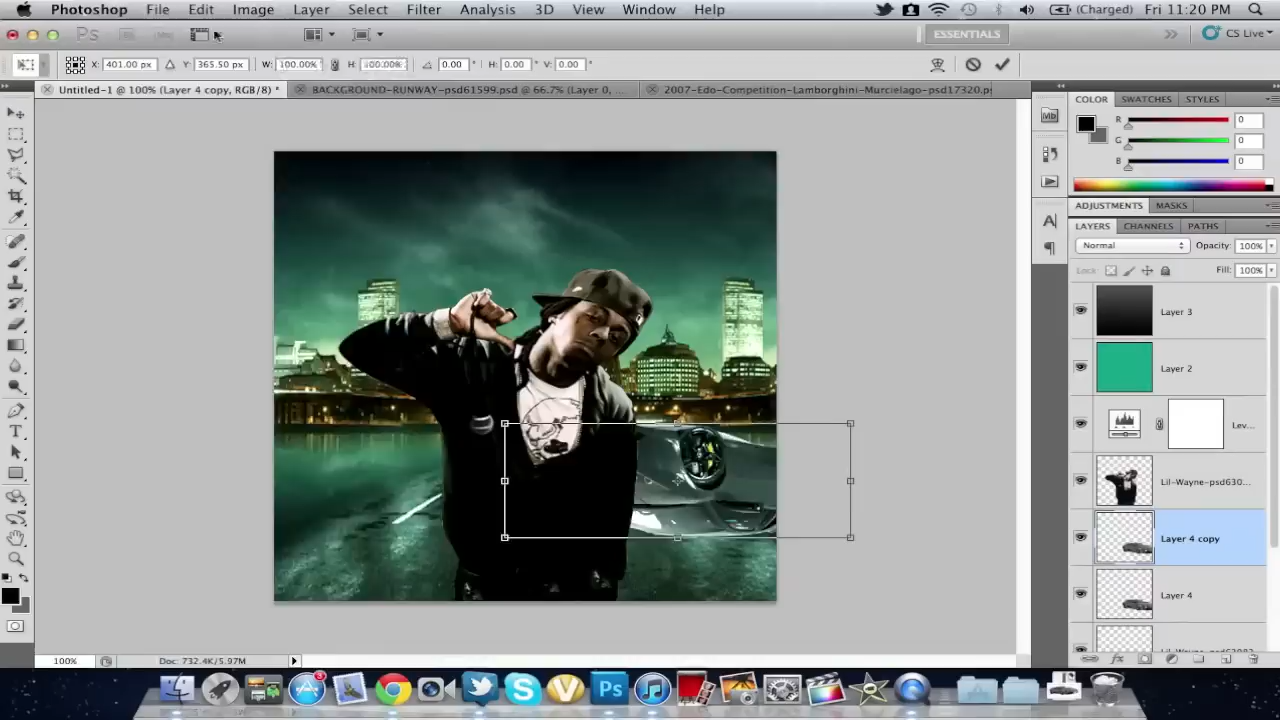 Photoshop File Edit Image Layer Select Filter Analysis 3D View Window Help (Charged) Fri 11:20 PM
Ps ESSENTIALS CS Live
X: 401.00 px Y: 365.50 px W: 100.00% H: 100.00% 0.00 ° H: 0.00 ° V: 0.00 °
Untitled-1 @ 100% (Layer 4 copy, RGB/8) * BACKGROUND-RUNWAY-psd61599.psd @ 66.7% (Layer 0, ... 2007-Edo-Competition-Lamborghini-Murcielago-psd17320.ps
COLOR SWATCHES STYLES
Mb
R 0
G 0
B 0
ADJUSTMENTS MASKS
LAYERS CHANNELS PATHS
Normal Opacity: 100%
Lock: Fill: 100%
Layer 3
Layer 2
Lev...
Lil-Wayne-psd630...
Layer 4 copy
Layer 4
100% Doc: 732.4K/5.97M
3
Ps